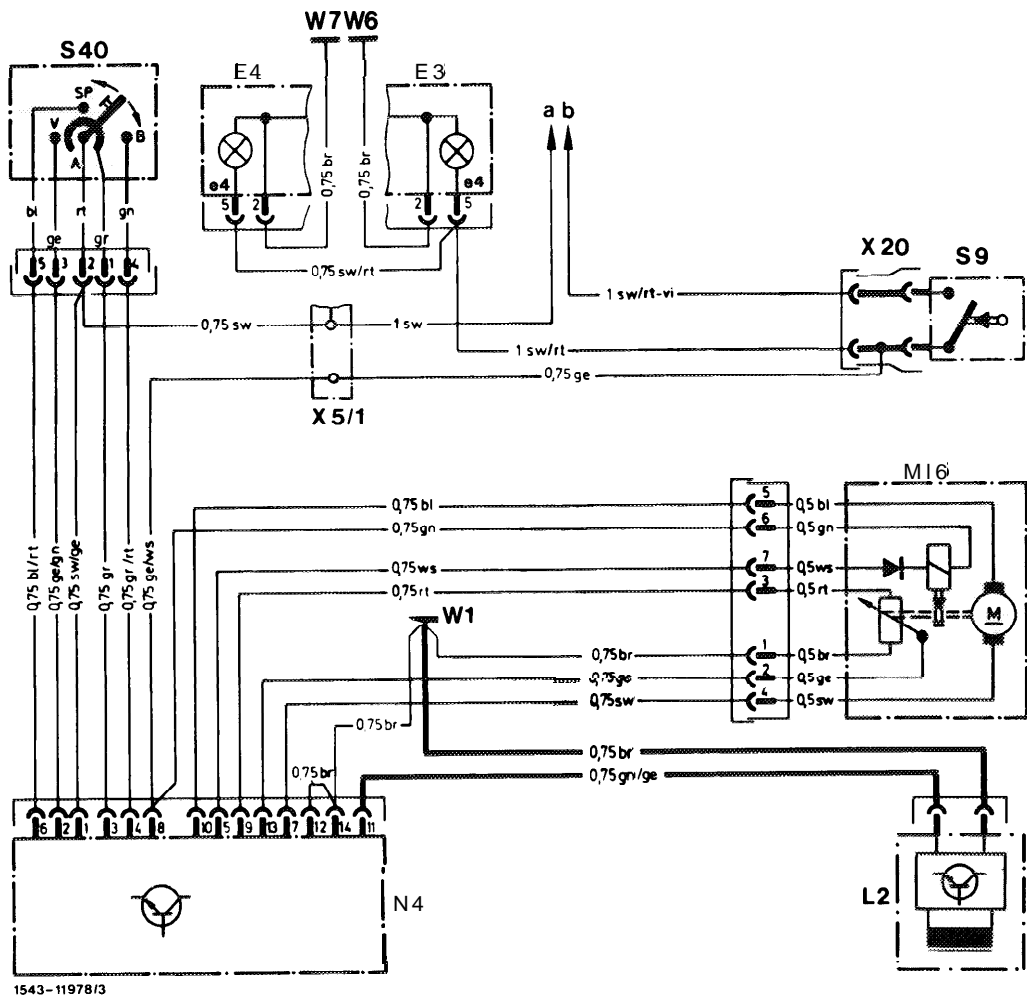 W7 W6
S40
E4
E3
SP
V
B
A
a b
e4
e4
5 2
2 5
0,75 br
0,75 br
bl rt gn
ge gr
5 3 2 1 4
0,75 sw/rt
X 20
S9
1 sw/rt-vi
0,75 sw
1 sw
1 sw/rt
0,75 ge
X 5/1
M16
0,75 bl 5 0,5 bl
0,75 gn 6 0,5 gn
0,75 ws 7 0,5 ws
0,75 rt 3 0,5 rt
0,75 bl/rt
0,75 ge/gn
0,75 sw/ge
0,75 gr
0,75 gr/rt
0,75 ge/ws
W1
M
0,75 br 1 0,5 br
0,75 ge 2 0,5 ge
0,75 sw 4 0,5 sw
0,75 br
0,75 br
0,75 br
0,75 gn/ge
6 2 1 3 4 8 10 5 9 13 7 12 14 11
N4
L2
1543-11978/3